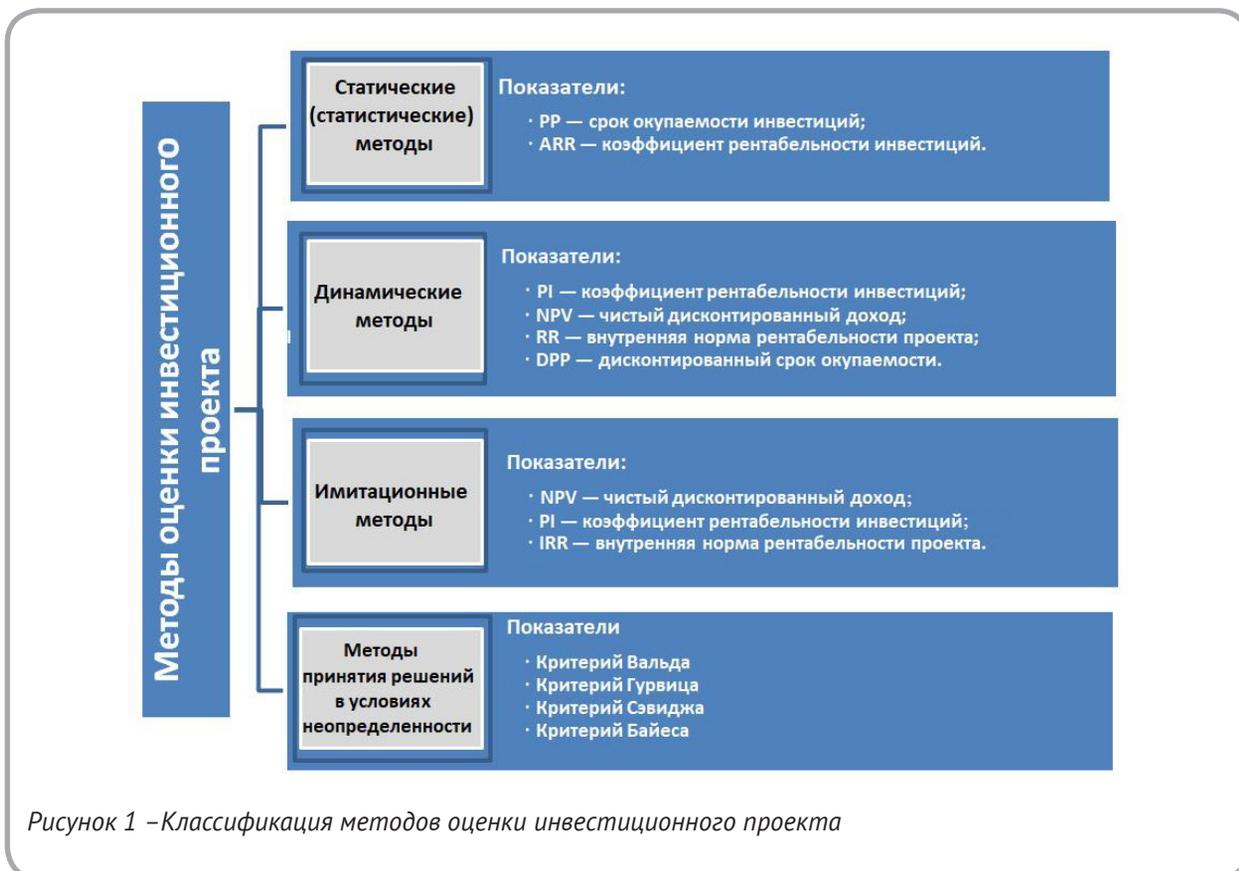 Методы оценки инвестиционного
проекта
Статические
(статистические)
методы
Показатели:
· PP — срок окупаемости инвестиций;
· ARR — коэффициент рентабельности инвестиций.
Динамические
методы
Показатели:
· PI — коэффициент рентабельности инвестиций;
· NPV — чистый дисконтированный доход;
· RR — внутренняя норма рентабельности проекта;
· DPP — дисконтированный срок окупаемости.
Имитационные
методы
Показатели:
· NPV — чистый дисконтированный доход;
· PI — коэффициент рентабельности инвестиций;
· IRR — внутренняя норма рентабельности проекта.
Методы
принятия решений
в условиях
неопределенности
Показатели
· Критерий Вальда
· Критерий Гурвица
· Критерий Сэвиджа
· Критерий Байеса
Рисунок 1 –Классификация методов оценки инвестиционного проекта